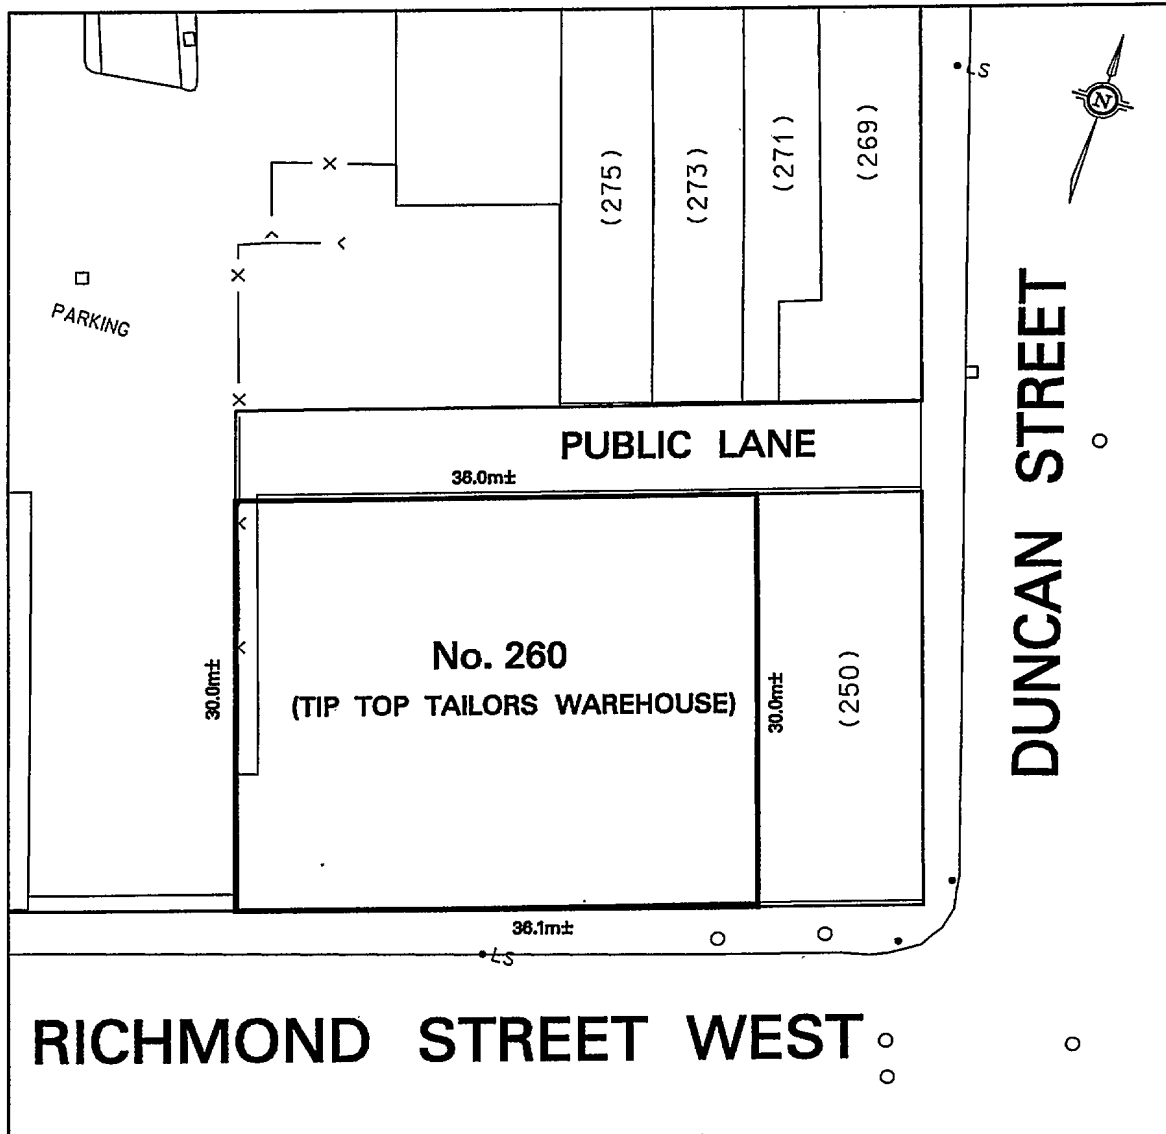 LS
N
(275)
(273)
(271)
(269)
PARKING
DUNCAN STREET
PUBLIC LANE
36.0m±
No. 260
(TIP TOP TAILORS WAREHOUSE)
30.0m±
30.0m±
(250)
36.1m±
LS
RICHMOND STREET WEST